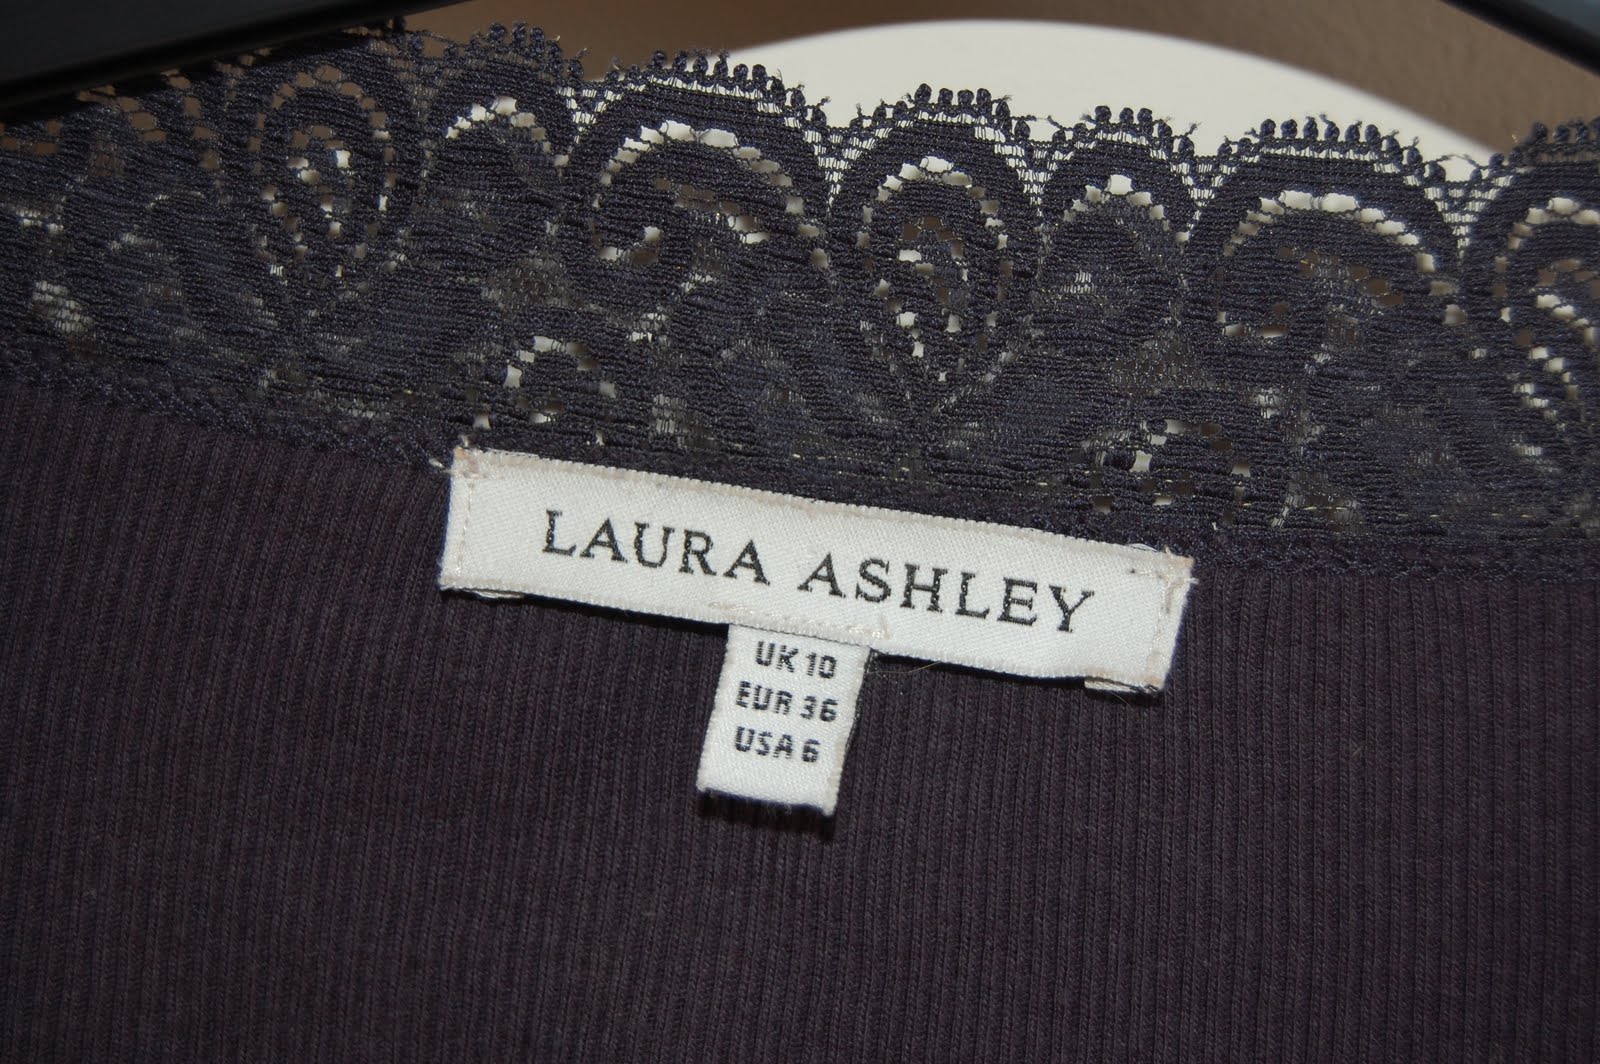 LAURA ASHLEY
UK 10
EUR 36
USA 6